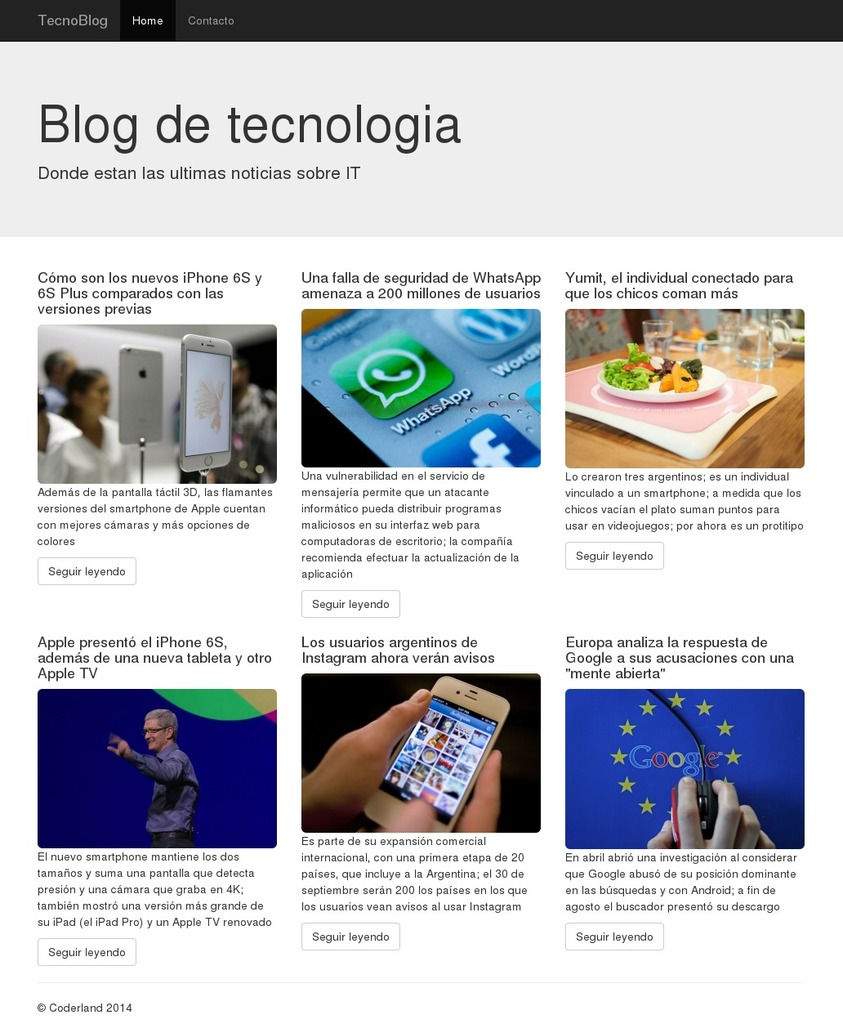 TecnoBlog Home Contacto
Blog de tecnologia
Donde estan las ultimas noticias sobre IT
Cómo son los nuevos iPhone 6S y
6S Plus comparados con las
versiones previas
Además de la pantalla táctil 3D, las flamantes
versiones del smartphone de Apple cuentan
con mejores cámaras y más opciones de
colores
Seguir leyendo
Una falla de seguridad de WhatsApp
amenaza a 200 millones de usuarios
WhatsApp
Una vulnerabilidad en el servicio de
mensajería permite que un atacante
informático pueda distribuir programas
maliciosos en su interfaz web para
computadoras de escritorio; la compañía
recomienda efectuar la actualización de la
aplicación
Seguir leyendo
Yumit, el individual conectado para
que los chicos coman más
Lo crearon tres argentinos; es un individual
vinculado a un smartphone; a medida que los
chicos vacían el plato suman puntos para
usar en videojuegos; por ahora es un protitipo
Seguir leyendo
Apple presentó el iPhone 6S,
además de una nueva tableta y otro
Apple TV
El nuevo smartphone mantiene los dos
tamaños y suma una pantalla que detecta
presión y una cámara que graba en 4K;
también mostró una versión más grande de
su iPad (el iPad Pro) y un Apple TV renovado
Seguir leyendo
Los usuarios argentinos de
Instagram ahora verán avisos
Es parte de su expansión comercial
internacional, con una primera etapa de 20
países, que incluye a la Argentina; el 30 de
septiembre serán 200 los países en los que
los usuarios vean avisos al usar Instagram
Seguir leyendo
Europa analiza la respuesta de
Google a sus acusaciones con una
"mente abierta"
Google
En abril abrió una investigación al considerar
que Google abusó de su posición dominante
en las búsquedas y con Android; a fin de
agosto el buscador presentó su descargo
Seguir leyendo
© Coderland 2014